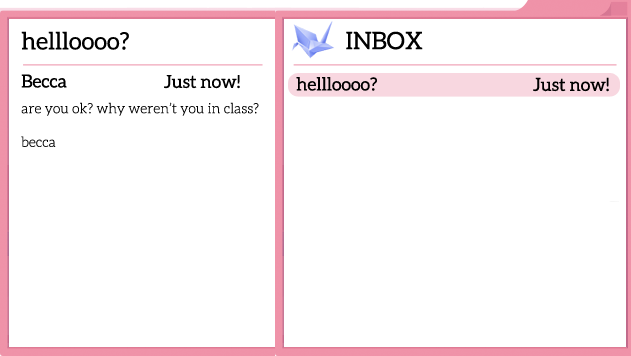 hellloooo?
Becca Just now!
are you ok? why weren't you in class?
becca
INBOX
hellloooo? Just now!